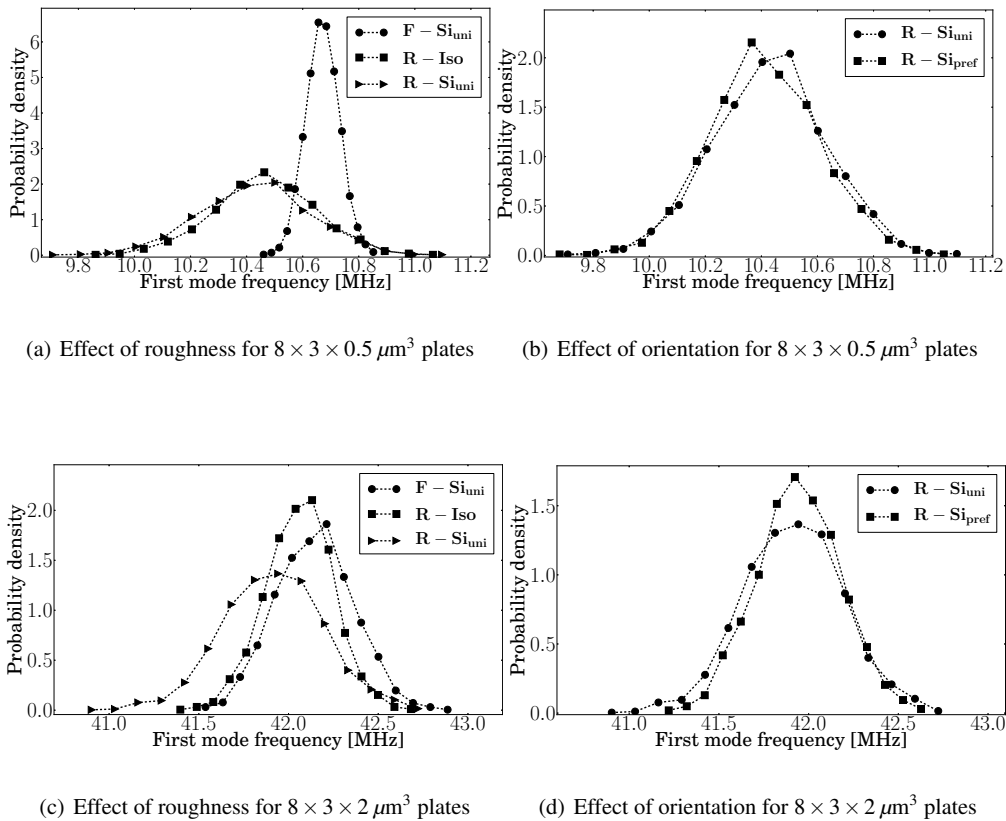 6
5
4
3
2
1
0
Probability density
F − Si_uni
R − Iso
R − Si_uni
9.8 10.0 10.2 10.4 10.6 10.8 11.0 11.2
First mode frequency [MHz]
2.0
1.5
1.0
0.5
0.0
Probability density
R − Si_uni
R − Si_pref
9.8 10.0 10.2 10.4 10.6 10.8 11.0 11.2
First mode frequency [MHz]
(a) Effect of roughness for 8 × 3 × 0.5 μm³ plates
(b) Effect of orientation for 8 × 3 × 0.5 μm³ plates
2.0
1.5
1.0
0.5
0.0
Probability density
F − Si_uni
R − Iso
R − Si_uni
41.0 41.5 42.0 42.5 43.0
First mode frequency [MHz]
1.5
1.0
0.5
0.0
Probability density
R − Si_uni
R − Si_pref
41.0 41.5 42.0 42.5 43.0
First mode frequency [MHz]
(c) Effect of roughness for 8 × 3 × 2 μm³ plates
(d) Effect of orientation for 8 × 3 × 2 μm³ plates